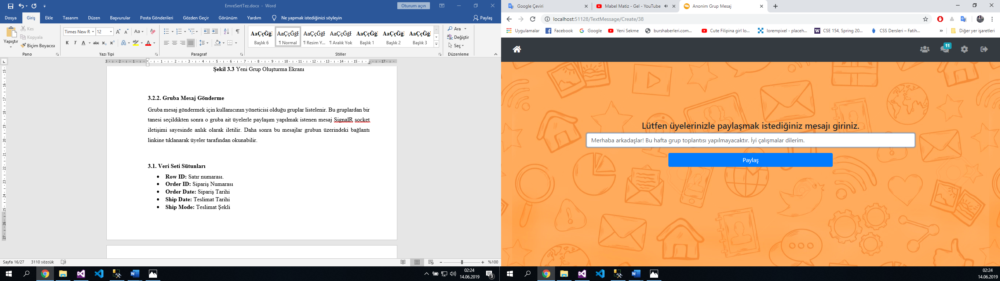 EmreSertTez.docx - Word
Oturum açın
Dosya Giriş Ekle Tasarım Düzen Başvurular Posta Gönderileri Gözden Geçir Görünüm Yardım Ne yapmak istediğinizi söyleyin Paylaş
Yapıştır
Kes
Kopyala
Biçim Boyacısı
Pano
Times New R 12
Yazı Tipi
Paragraf
AaÇçĞğ AaÇçĞğ AaÇçĞğ AaÇçĞğ AaÇçĞğ AaÇçĞğ AaÇçĞğ
Başlık 6 ¶ Normal ¶ Resim Y... ¶ Aralık Yok Başlık 1 Başlık 2 Başlık 3
Stiller
Ara
Değiştir
Seç
Düzenleme
Şekil 3.3 Yeni Grup Oluşturma Ekranı
3.2.2. Gruba Mesaj Gönderme
Gruba mesaj göndermek için kullanıcının yöneticisi olduğu gruplar listelenir. Bu gruplardan bir
tanesi seçildikten sonra o gruba ait üyelerle paylaşım yapılmak istenen mesaj SignalR socket
iletişimi sayesinde anlık olarak iletilir. Daha sonra bu mesajlar grubun üzerindeki bağlantı
linkine tıklanarak üyeler tarafından okunabilir.
3.1. Veri Seti Sütunları
• Row ID: Satır numarası.
• Order ID: Sipariş Numarası
• Order Date: Sipariş Tarihi
• Ship Date: Teslimat Tarihi
• Ship Mode: Teslimat Şekli
Sayfa 16/27 3110 sözcük %100
02:24
14.06.2019
3
Google Çeviri Mabel Matiz - Gel - YouTube Anonim Grup Mesaj
localhost:51128/TextMessage/Create/38
Uygulamalar Facebook Google Yeni Sekme burshaberleri.com... Cute Filipina girl lo... lorempixel - placeh... CSE 154, Spring 20... CSS Dersleri – Fatih... » Diğer yer işaretleri
11
Lütfen üyelerinizle paylaşmak istediğiniz mesajı giriniz.
Merhaba arkadaşlar! Bu hafta grup toplantısı yapılmayacaktır. İyi çalışmalar dilerim.
Paylaş
02:24
14.06.2019